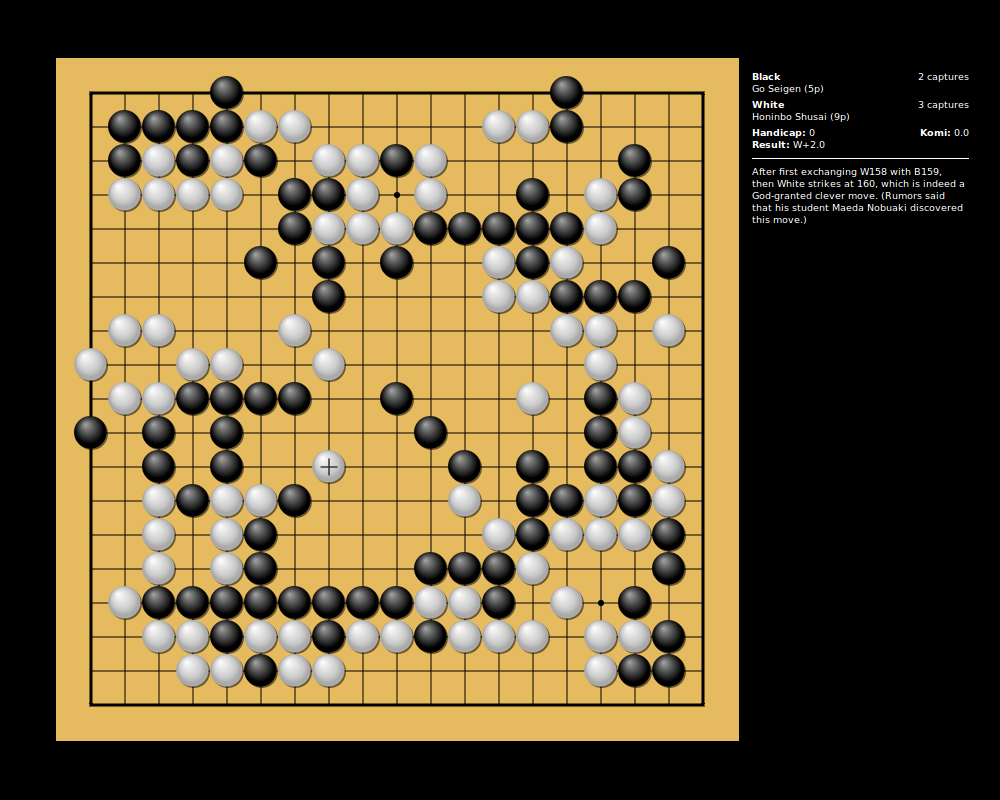 Black 2 captures
Go Seigen (5p)
White 3 captures
Honinbo Shusai (9p)
Handicap: 0 Komi: 0.0
Result: W+2.0
After first exchanging W158 with B159,
then White strikes at 160, which is indeed a
God-granted clever move. (Rumors said
that his student Maeda Nobuaki discovered
this move.)